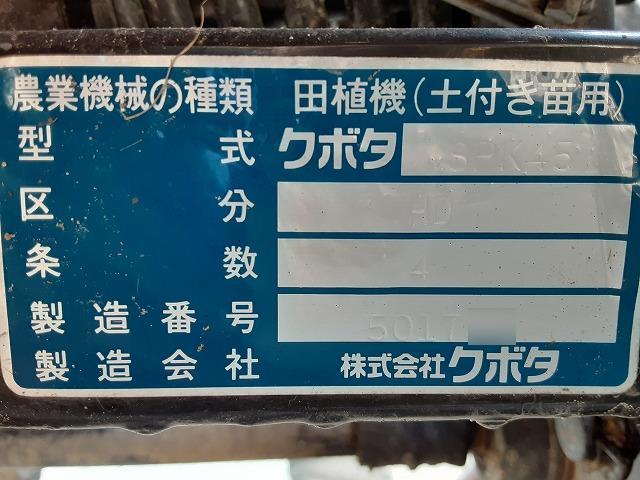 農業機械の種類 田植機(土付き苗用)
型式 クボタ
区分 -D
条数 4
製造番号 5017
製造会社 株式会社クボタ